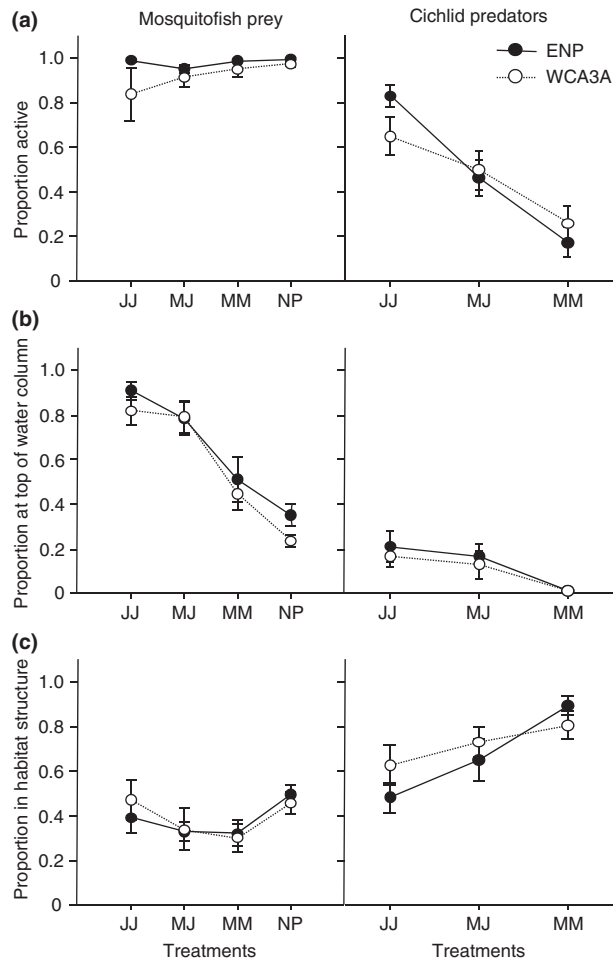 (a)
Mosquitofish prey
Cichlid predators
ENP
WCA3A
Proportion active
1.0
0.8
0.6
0.4
0.2
0
JJ MJ MM NP
JJ MJ MM
(b)
Proportion at top of water column
1.0
0.8
0.6
0.4
0.2
0
JJ MJ MM NP
JJ MJ MM
(c)
Proportion in habitat structure
1.0
0.8
0.6
0.4
0.2
0
JJ MJ MM NP
JJ MJ MM
Treatments
Treatments